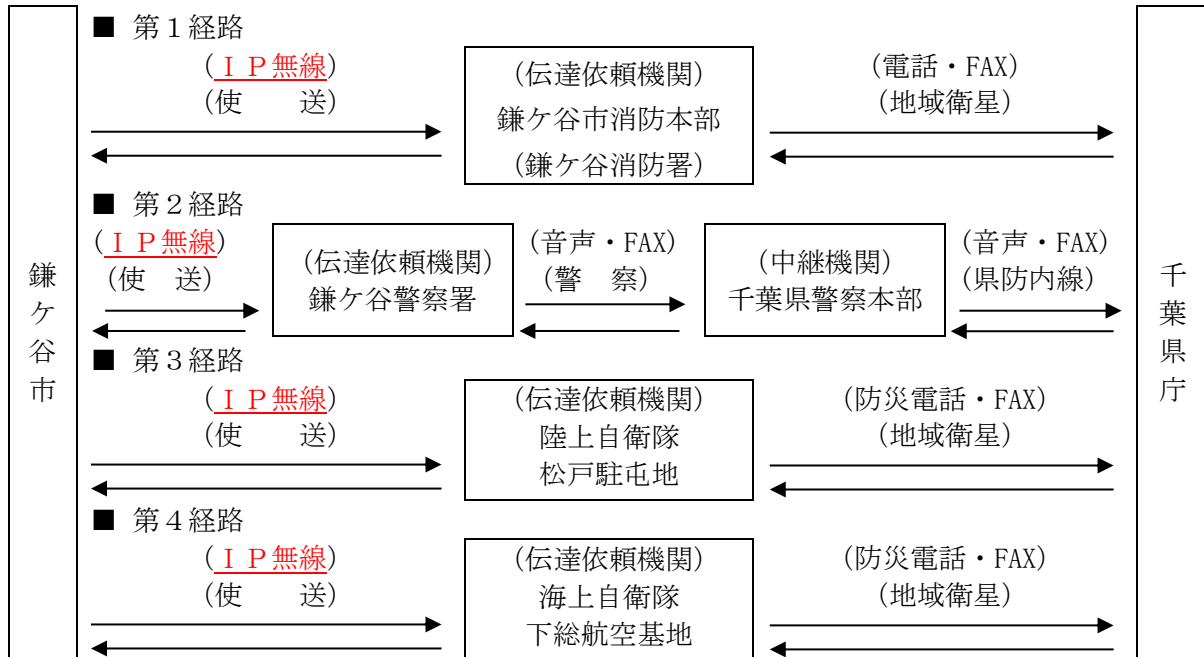 鎌ケ谷市
■ 第１経路
(ＩＰ無線)
(使　　送)
(伝達依頼機関)
鎌ケ谷市消防本部
(鎌ケ谷消防署)
(電話・FAX)
(地域衛星)
■ 第２経路
(ＩＰ無線)
(使　送)
(伝達依頼機関)
鎌ケ谷警察署
(音声・FAX)
(警　察)
(中継機関)
千葉県警察本部
(音声・FAX)
(県防内線)
■ 第３経路
(ＩＰ無線)
(使　　送)
(伝達依頼機関)
陸上自衛隊
松戸駐屯地
(防災電話・FAX)
(地域衛星)
■ 第４経路
(ＩＰ無線)
(使　　送)
(伝達依頼機関)
海上自衛隊
下総航空基地
(防災電話・FAX)
(地域衛星)
千葉県庁